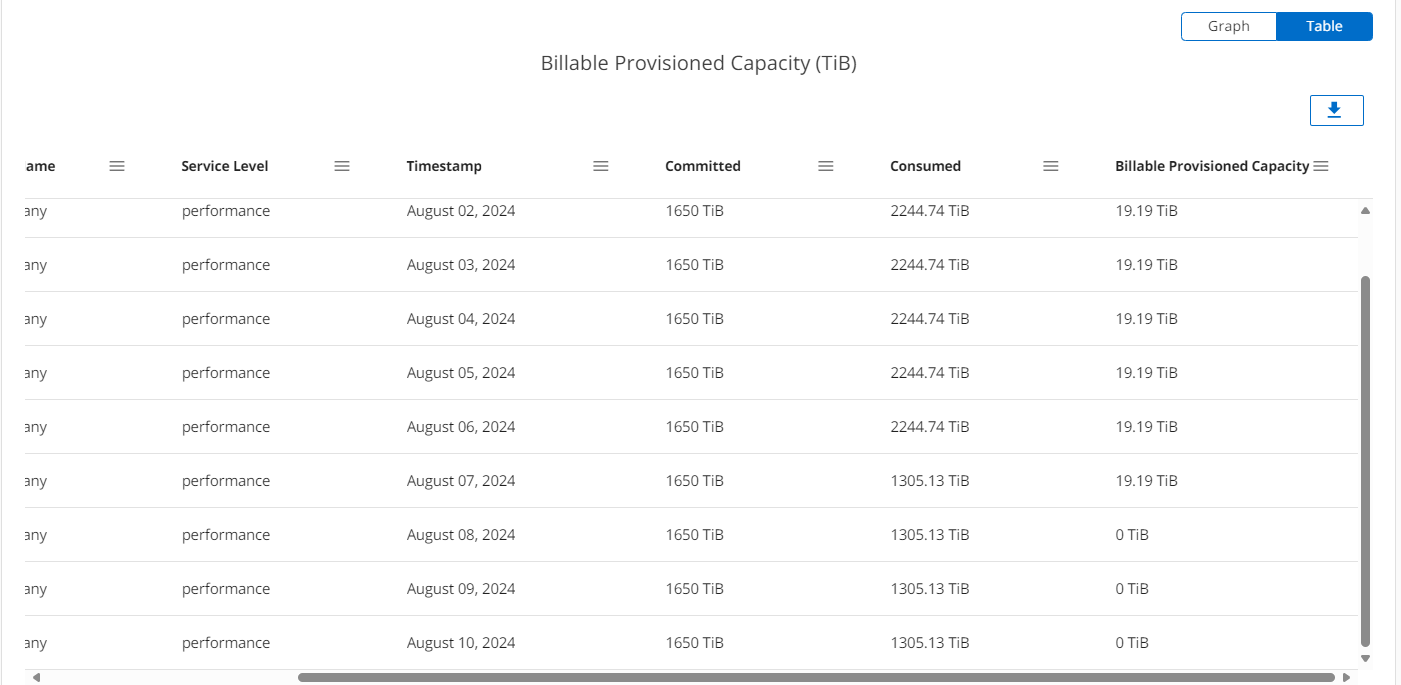 Graph Table
Billable Provisioned Capacity (TiB)
ame Service Level Timestamp Committed Consumed Billable Provisioned Capacity
any performance August 02, 2024 1650 TiB 2244.74 TiB 19.19 TiB
any performance August 03, 2024 1650 TiB 2244.74 TiB 19.19 TiB
any performance August 04, 2024 1650 TiB 2244.74 TiB 19.19 TiB
any performance August 05, 2024 1650 TiB 2244.74 TiB 19.19 TiB
any performance August 06, 2024 1650 TiB 2244.74 TiB 19.19 TiB
any performance August 07, 2024 1650 TiB 1305.13 TiB 19.19 TiB
any performance August 08, 2024 1650 TiB 1305.13 TiB 0 TiB
any performance August 09, 2024 1650 TiB 1305.13 TiB 0 TiB
any performance August 10, 2024 1650 TiB 1305.13 TiB 0 TiB